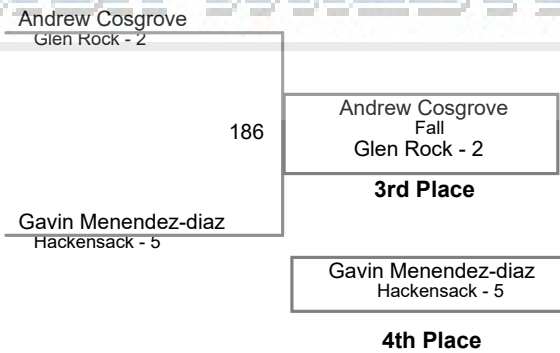 Andrew Cosgrove
Glen Rock - 2
186
Andrew Cosgrove
Fall
Glen Rock - 2
3rd Place
Gavin Menendez-diaz
Hackensack - 5
Gavin Menendez-diaz
Hackensack - 5
4th Place